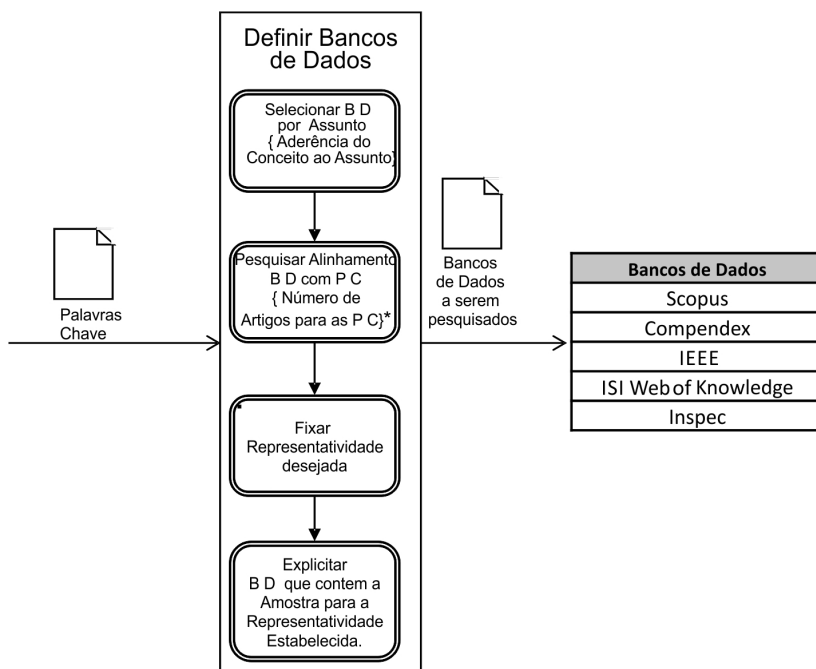 Definir Bancos
de Dados
Selecionar B D
por Assunto
{ Aderência do
Conceito ao Assunto}
Pesquisar Alinhamento
B D com P C
{ Número de
Artigos para as P C}*
Fixar
Representatividade
desejada
Explicitar
B D que contem a
Amostra para a
Representatividade
Estabelecida.
Palavras
Chave
Bancos
de Dados
a serem
pesquisados
Bancos de Dados
Scopus
Compendex
IEEE
ISI Web of Knowledge
Inspec